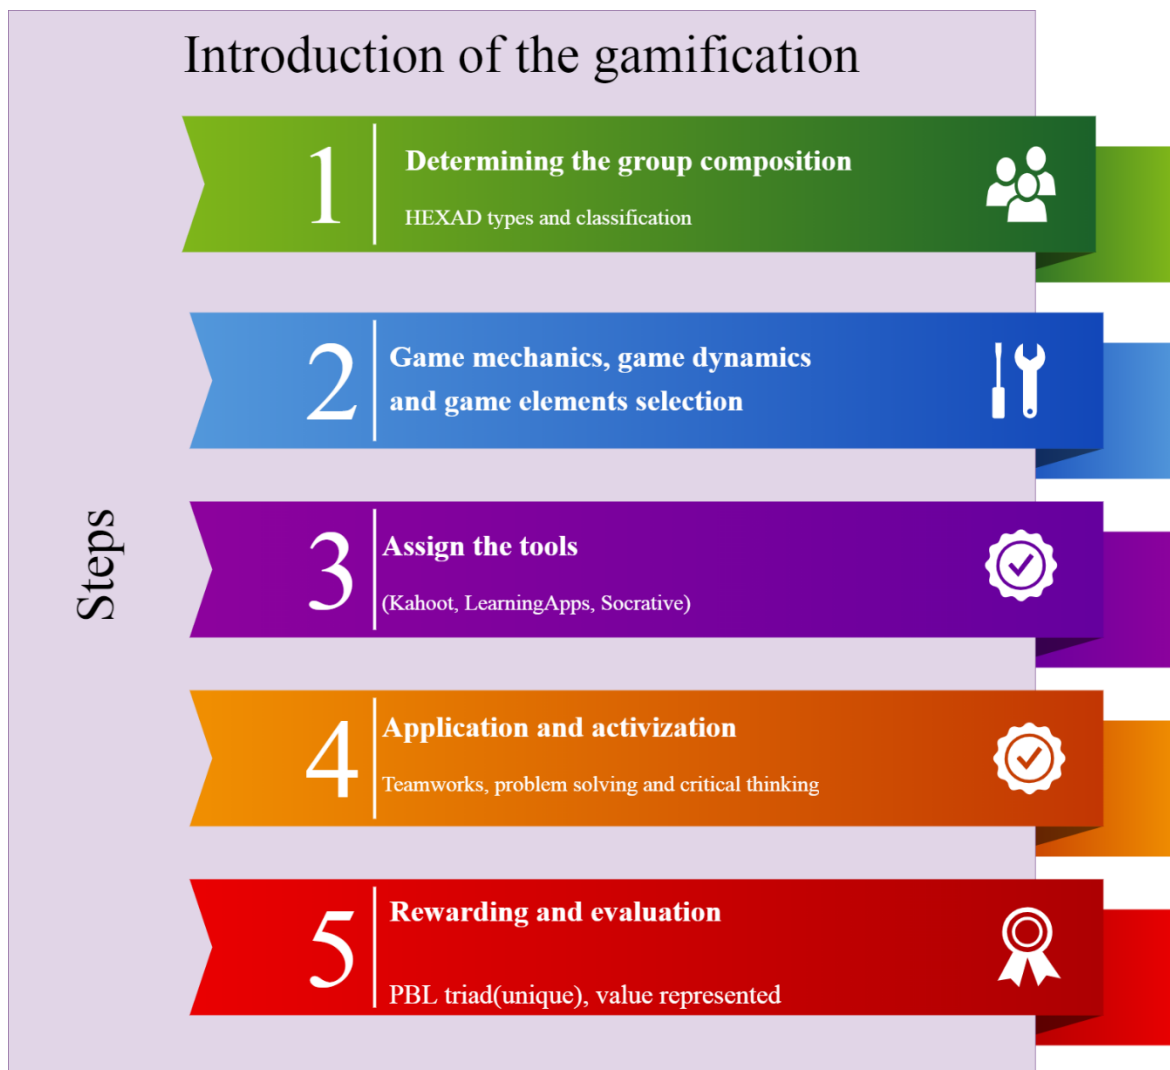 Introduction of the gamification
Steps
1
Determining the group composition
HEXAD types and classification
2
Game mechanics, game dynamics
and game elements selection
3
Assign the tools
(Kahoot, LearningApps, Socrative)
4
Application and activization
Teamworks, problem solving and critical thinking
5
Rewarding and evaluation
PBL triad(unique), value represented